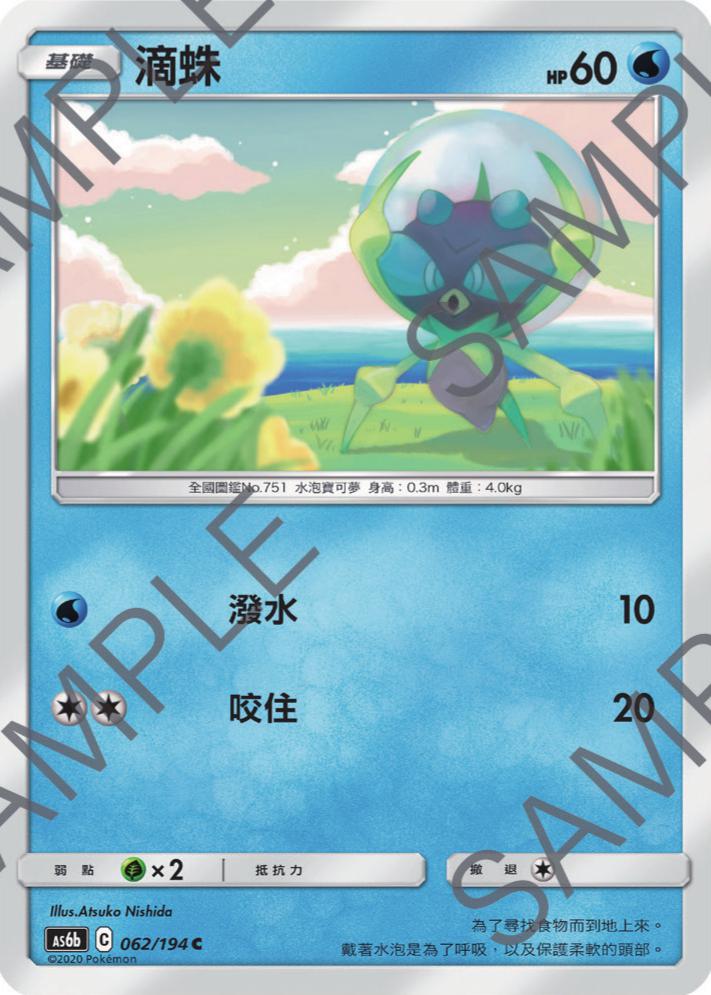 基礎 滴蛛 HP60
全國圖鑑No.751 水泡寶可夢 身高：0.3m 體重：4.0kg
潑水 10
咬住 20
弱點 ×2 抵抗力 撤退
Illus.Atsuko Nishida
為了尋找食物而到地上來。
AS6b C 062/194 C
戴著水泡是為了呼吸，以及保護柔軟的頭部。
©2020 Pokémon
SAMPLE
SAMPLE
SAMPLE
SAMPLE
SAMPLE